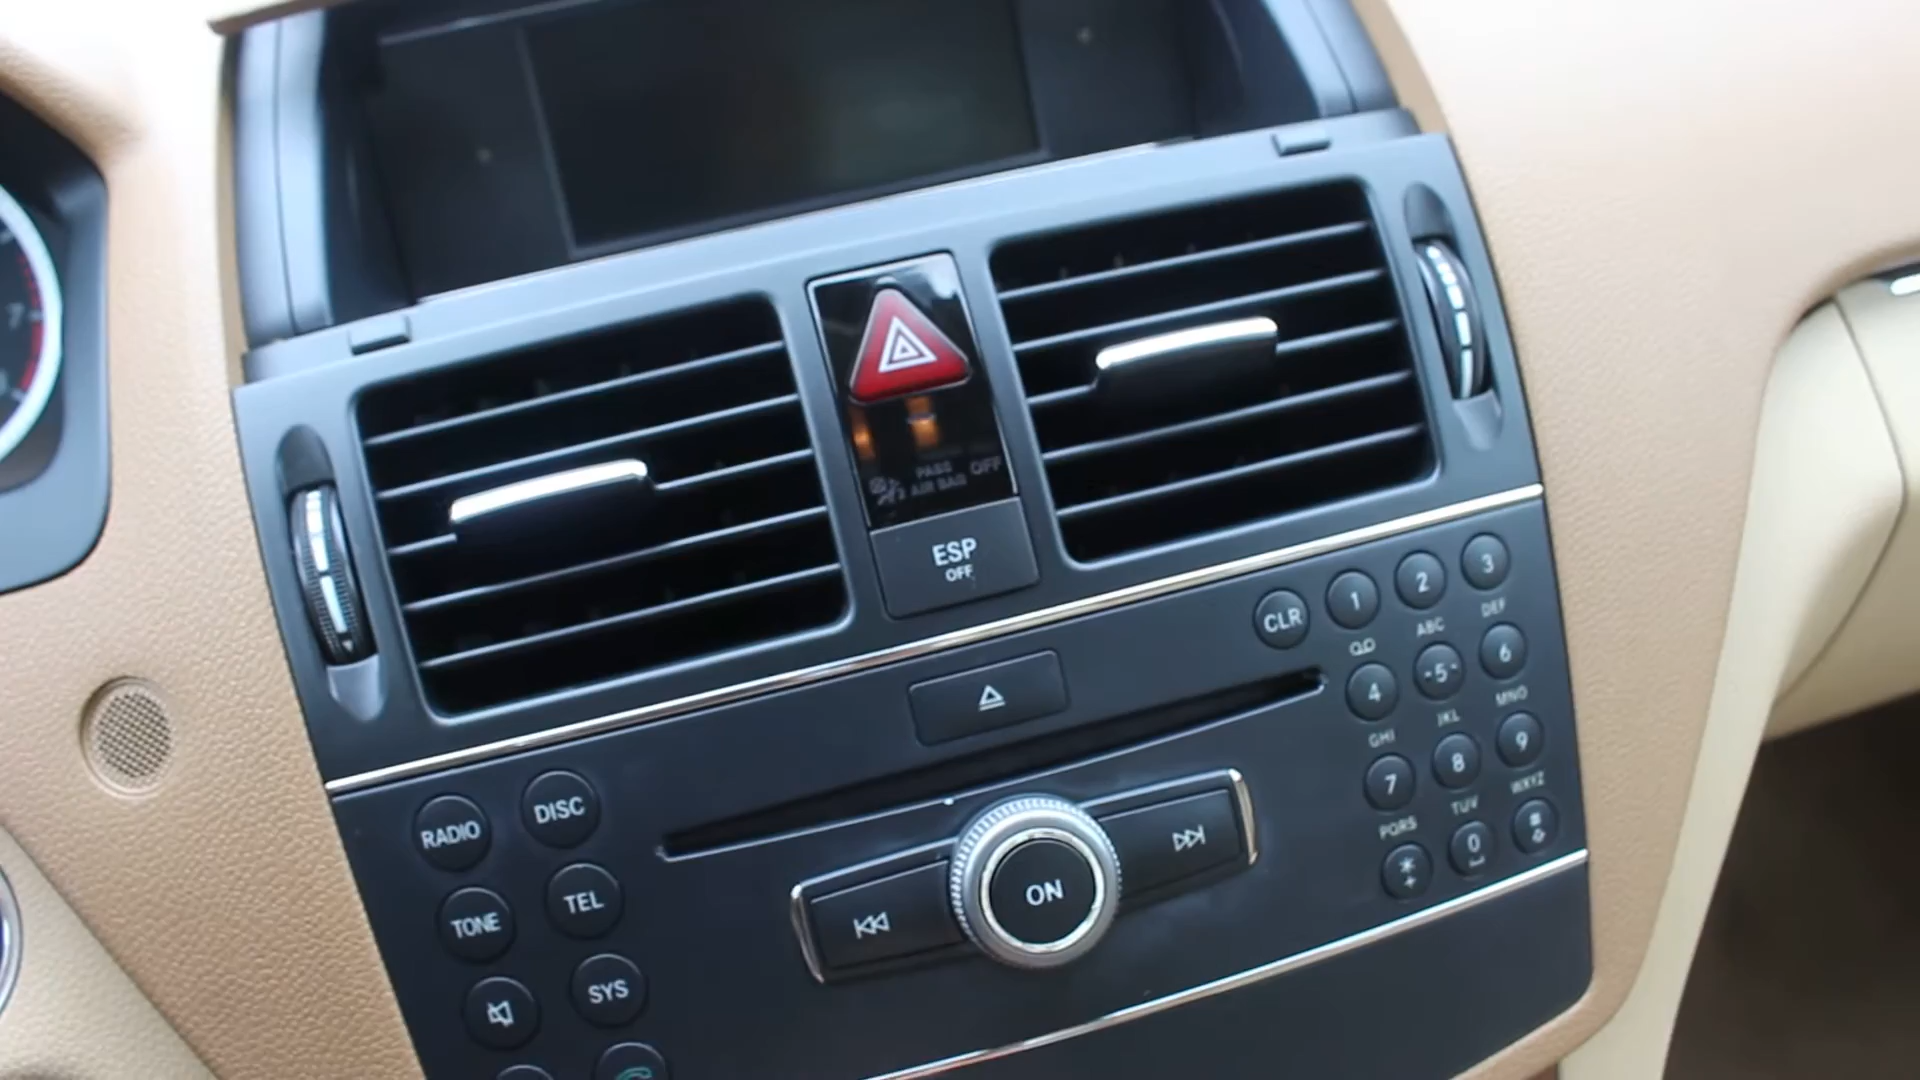 7
PASS
AIR BAG OFF
ESP
OFF
CLR 1 2 3
ABC DEF
4 -5- 6
GHI JKL MNO
7 8 9
PQRS TUV WXYZ
* 0 #
+
RADIO DISC
TONE TEL
SYS
ON